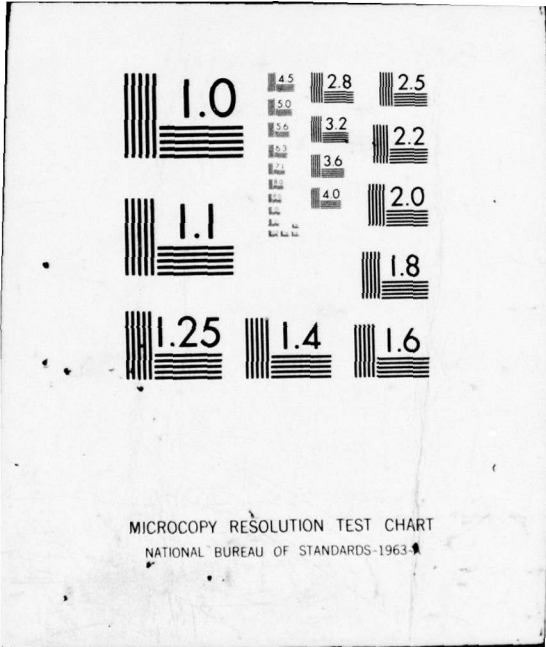 1.0
4.5 2.8 2.5
5.0
5.6 3.2 2.2
6.3
3.6
4.0 2.0
1.1
1.8
1.25 1.4 1.6
MICROCOPY RESOLUTION TEST CHART
NATIONAL BUREAU OF STANDARDS-1963-A